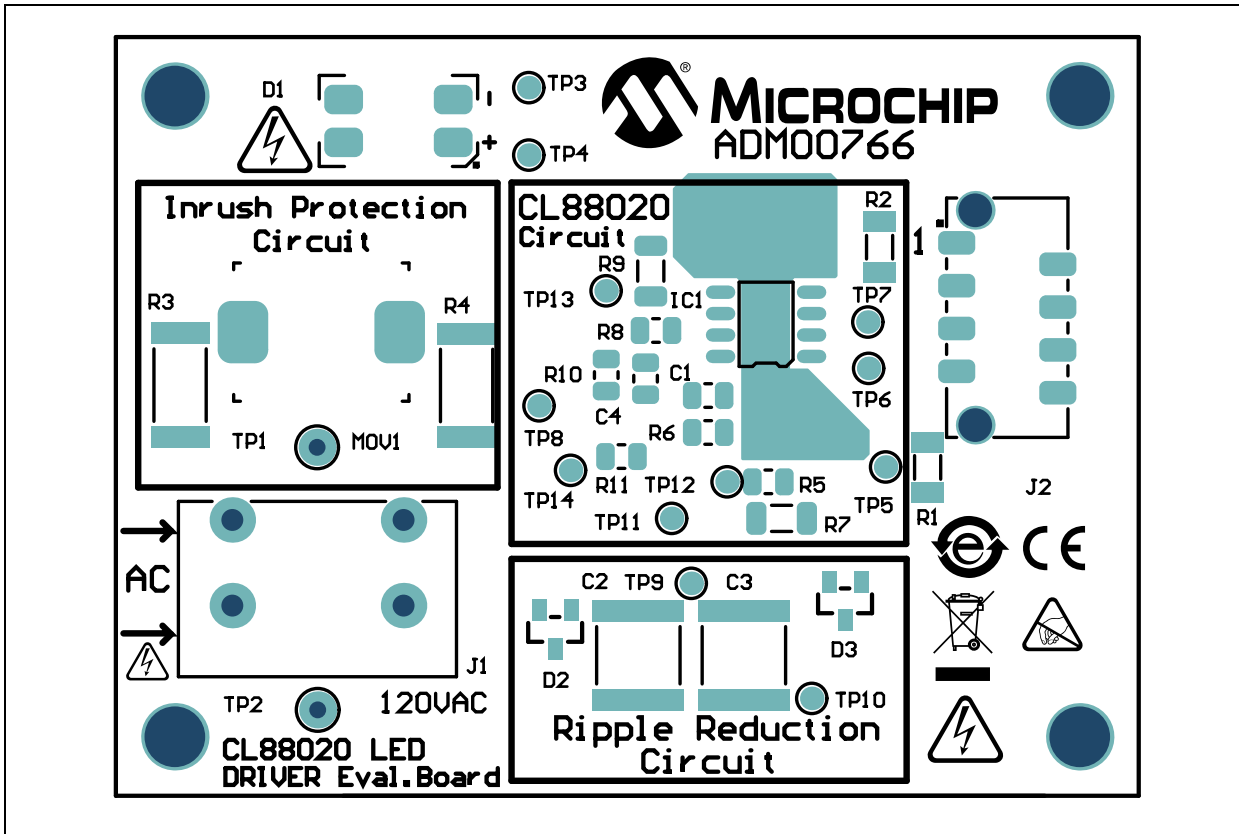 D1
-
+
TP3
TP4
®
MICROCHIP
ADM00766
Inrush Protection
Circuit
R3
R4
TP1
MOV1
CL88020
Circuit
R2
1
R9
TP13
IC1
TP7
R8
R10
C1
TP6
C4
TP8
R6
TP14
R11
TP12
R5
TP5
TP11
R7
R1
J2
AC
J1
TP2
120VAC
CL88020 LED
DRIVER Eval.Board
C2
TP9
C3
D2
D3
TP10
Ripple Reduction
Circuit
e
CE